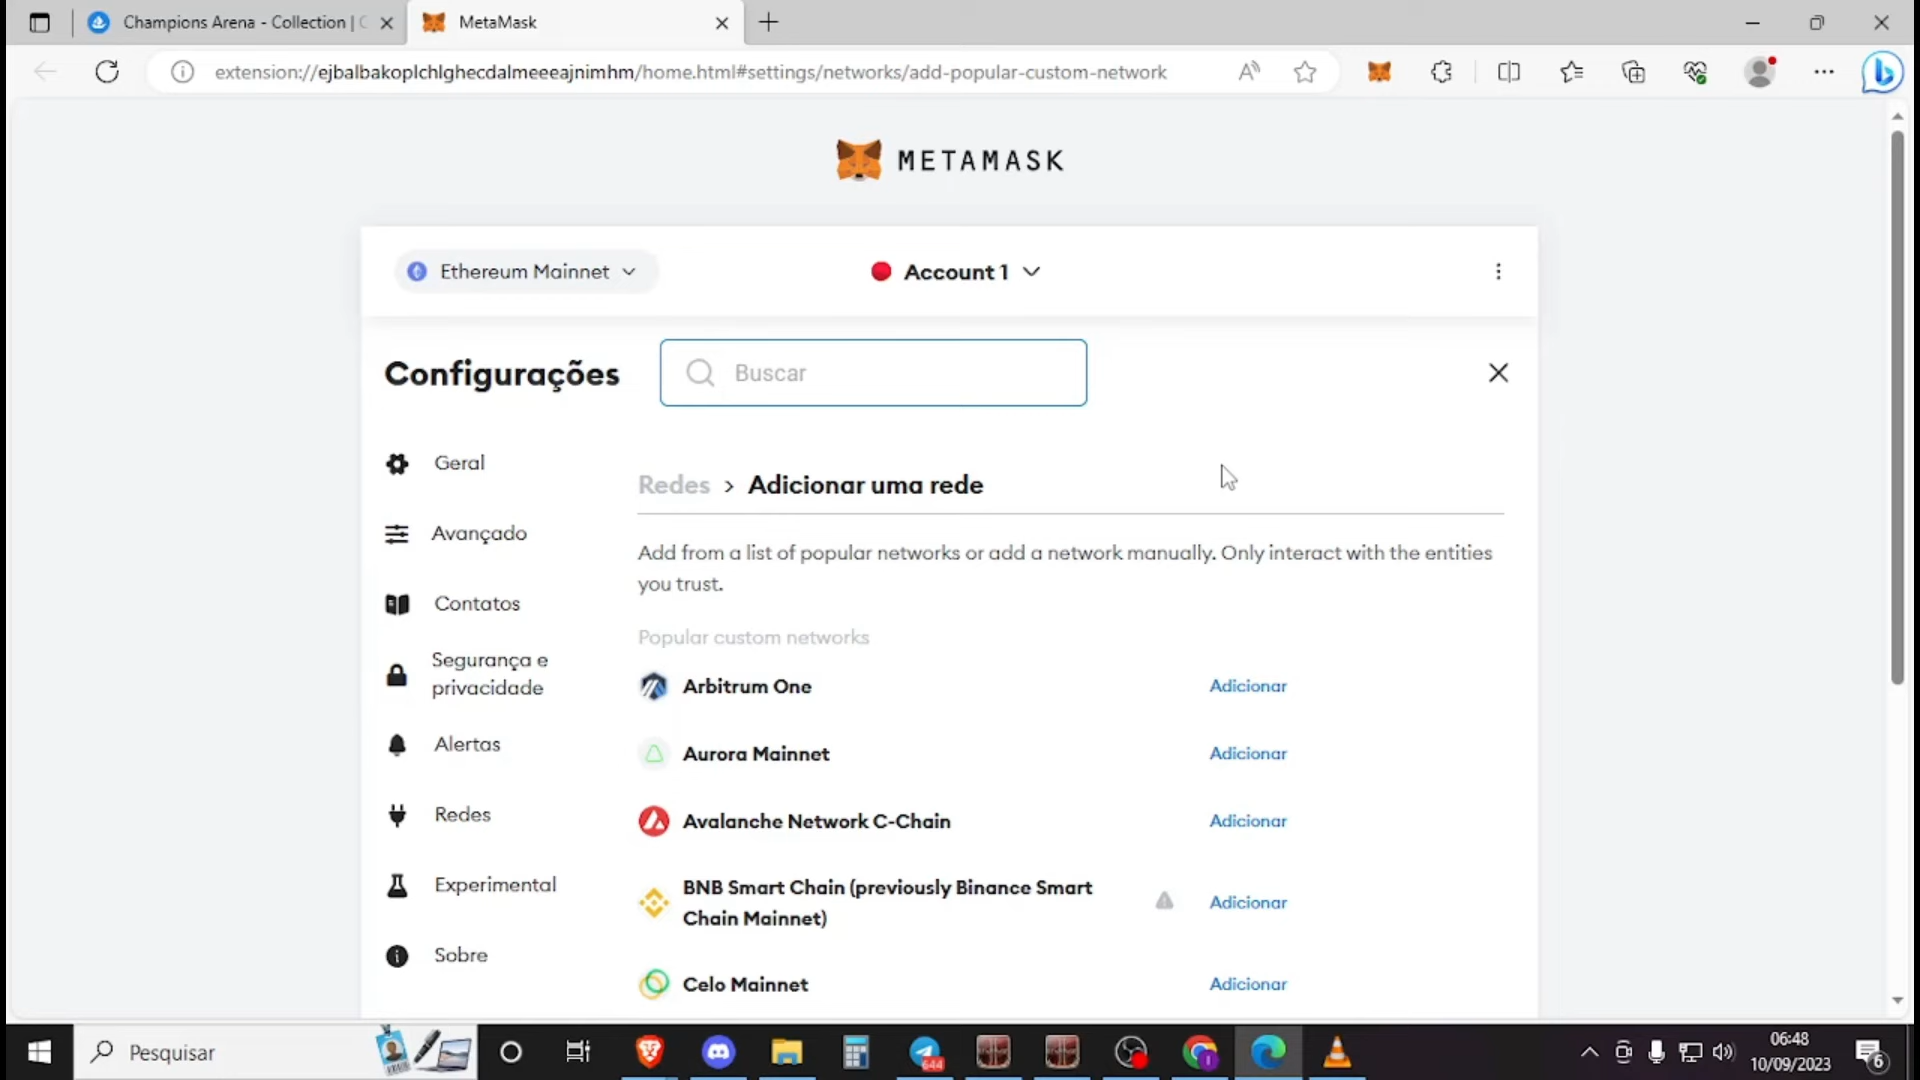 Champions Arena - Collection |
MetaMask
extension://ejbalbakoplchlghecdalmeeeajnimhm/home.html#settings/networks/add-popular-custom-network
METAMASK
Ethereum Mainnet
Account 1
Configurações
Buscar
Geral
Avançado
Contatos
Segurança e
privacidade
Alertas
Redes
Experimental
Sobre
Redes > Adicionar uma rede
Add from a list of popular networks or add a network manually. Only interact with the entities
you trust.
Popular custom networks
Arbitrum One Adicionar
Aurora Mainnet Adicionar
Avalanche Network C-Chain Adicionar
BNB Smart Chain (previously Binance Smart
Chain Mainnet) Adicionar
Celo Mainnet Adicionar
Pesquisar
644
06:48
10/09/2023
6